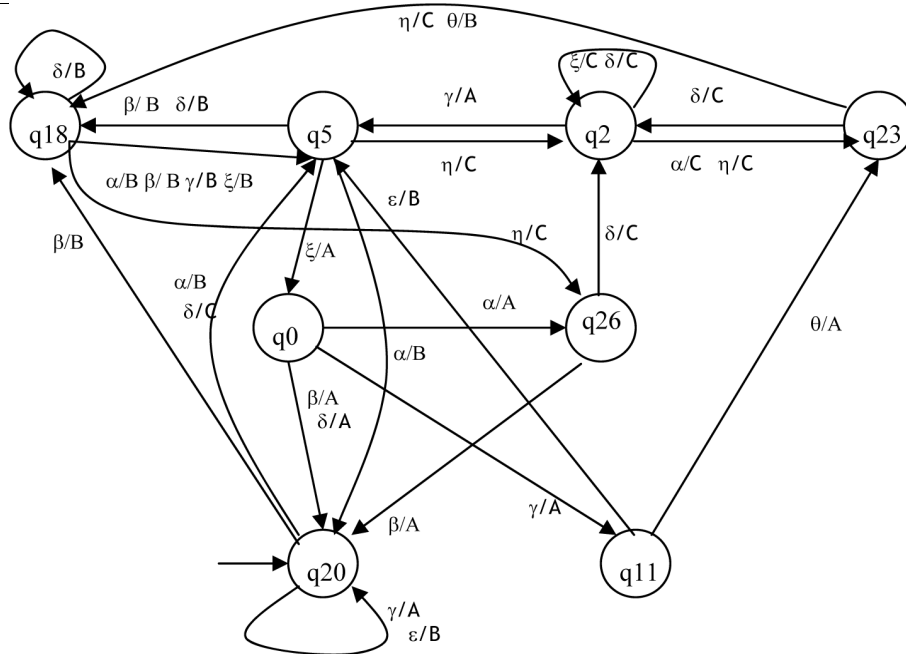 η/C θ/B
δ/B
ξ/C δ/C
γ/A
δ/C
β/ B δ/B
q18
q5
q2
q23
η/C
α/C η/C
α/B β/ B γ/B ξ/B
ε/B
β/B
η/C
δ/C
ξ/A
α/B
δ/C
α/A
q0
q26
θ/A
α/B
β/A
δ/A
γ/A
β/A
q20
q11
γ/A
ε/B